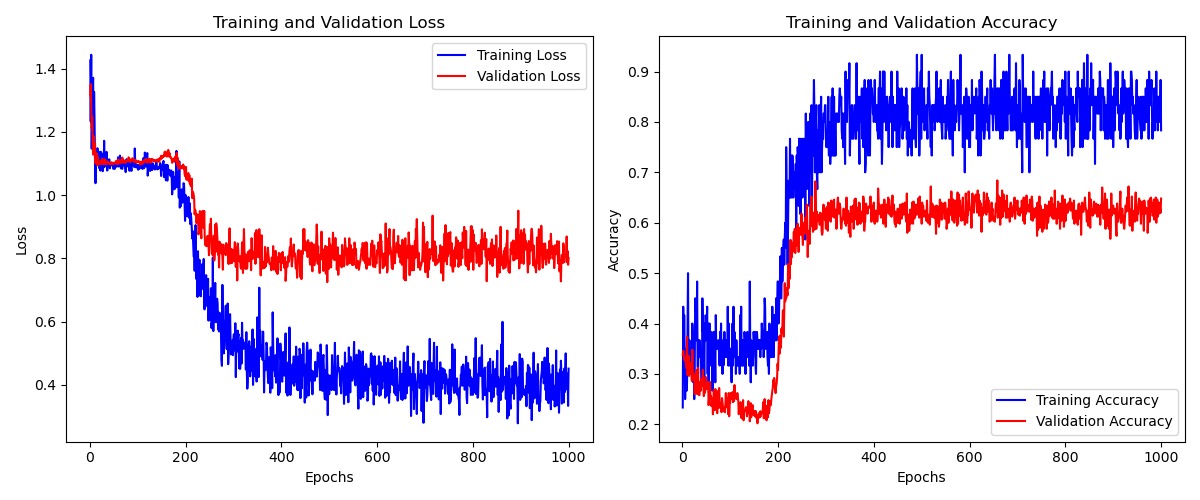 Training and Validation Loss
1.4
1.2
1.0
0.8
0.6
0.4
Loss
0
200
400
600
800
1000
Epochs
Training Loss
Validation Loss
Training and Validation Accuracy
0.9
0.8
0.7
0.6
0.5
0.4
0.3
0.2
Accuracy
0
200
400
600
800
1000
Epochs
Training Accuracy
Validation Accuracy